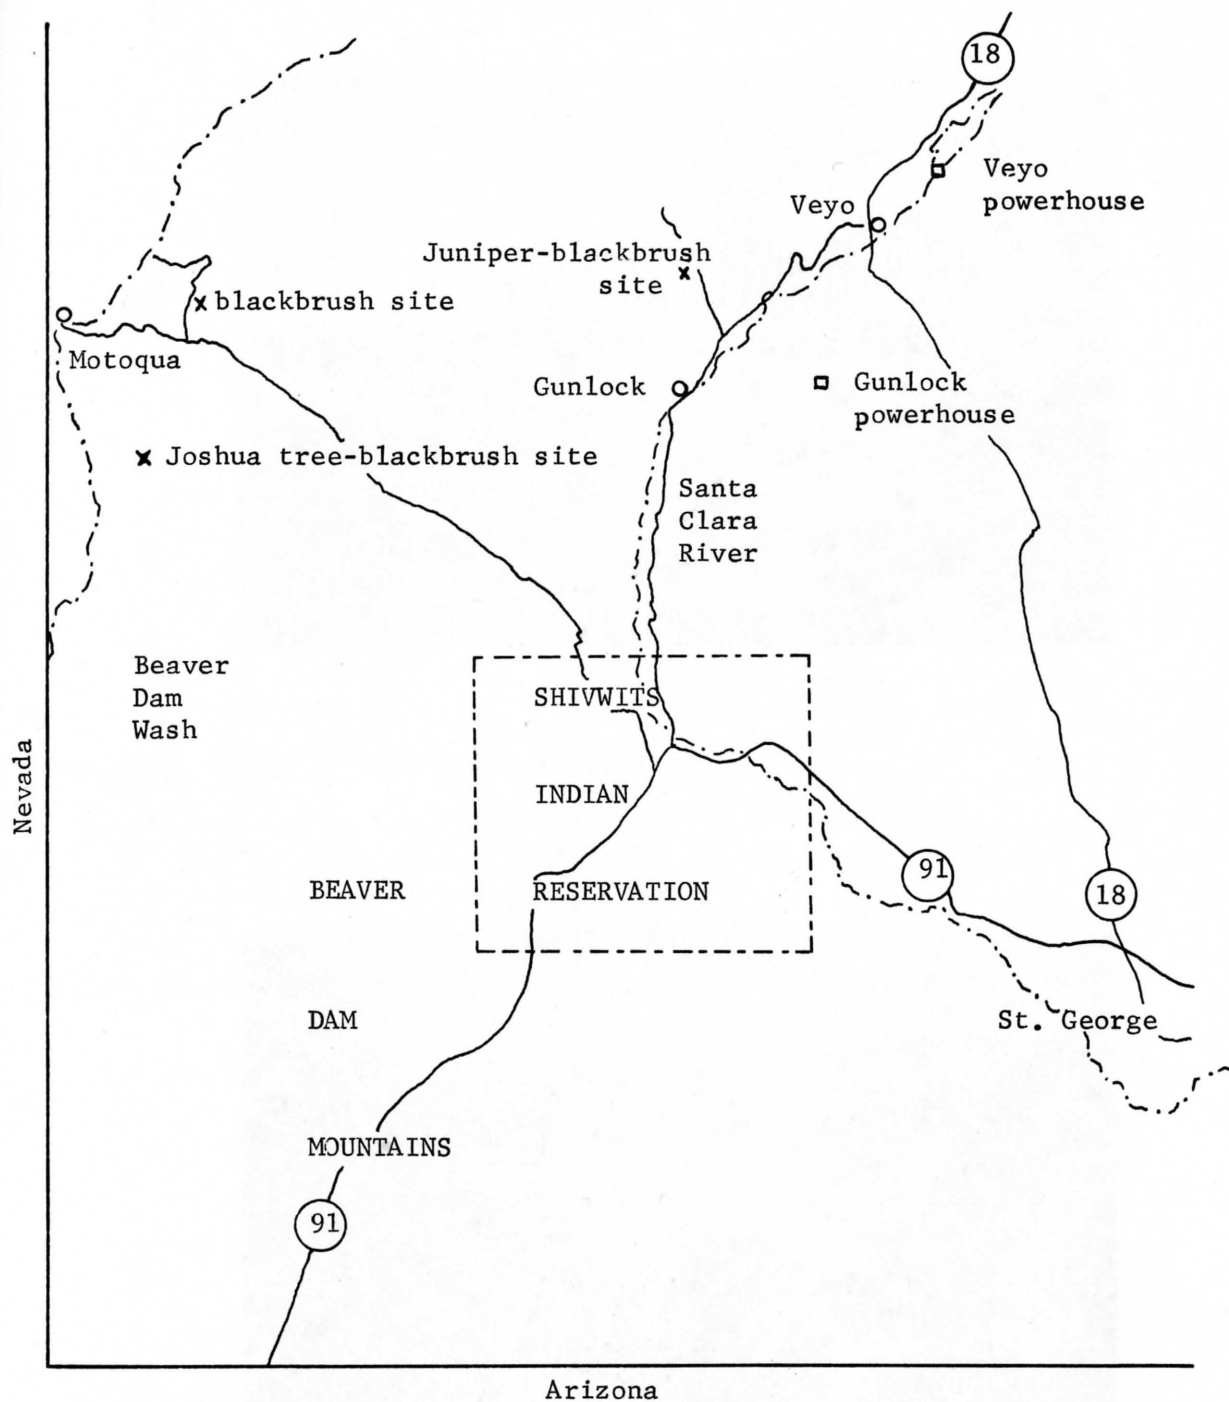 18
Veyo
powerhouse
Veyo
Juniper-blackbrush
site
blackbrush site
Motoqua
Gunlock
Gunlock
powerhouse
Joshua tree-blackbrush site
Santa
Clara
River
Beaver
Dam
Wash
SHIVWITS
Nevada
INDIAN
91
BEAVER
RESERVATION
18
DAM
St. George
MOUNTAINS
91
Arizona